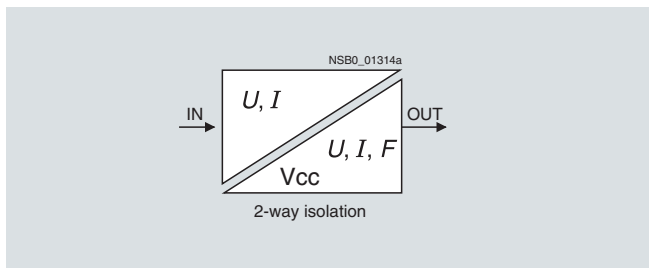 NSB0_01314a
U, I
IN
OUT
U, I, F
Vcc
2-way isolation